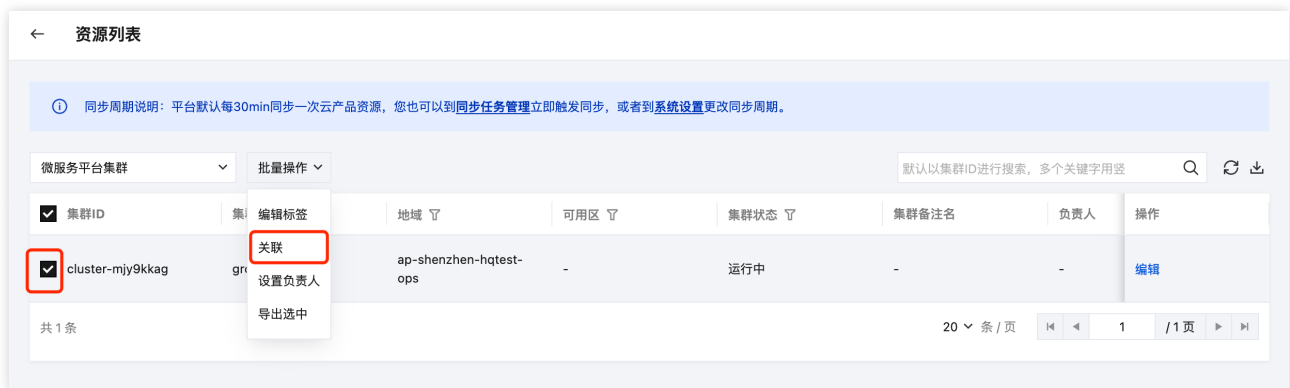 资源列表
同步周期说明：平台默认每30min同步一次云产品资源，您也可以到同步任务管理立即触发同步，或者到系统设置更改同步周期。
微服务平台集群
批量操作
默认以集群ID进行搜索，多个关键字用竖
集群ID
编辑标签
地域
可用区
集群状态
集群备注名
负责人
操作
关联
cluster-mjy9kkag
ap-shenzhen-hqtest-
ops
-
运行中
-
-
编辑
设置负责人
导出选中
共 1 条
20 条 / 页
1 / 1 页